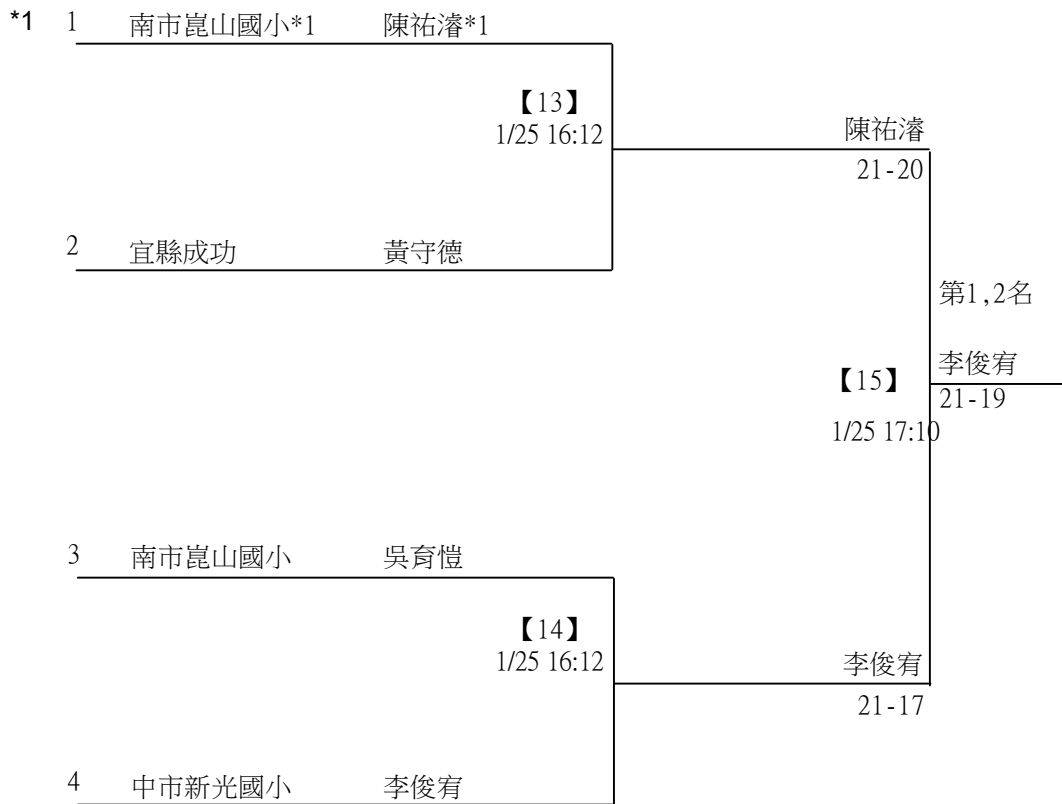 *1 1 南市崑山國小*1 陳祐濬*1
【13】
1/25 16:12
陳祐濬
21-20
2 宜縣成功 黃守德
第1,2名
【15】
李俊宥
21-19
1/25 17:10
3 南市崑山國小 吳育愷
【14】
1/25 16:12
李俊宥
21-17
4 中市新光國小 李俊宥